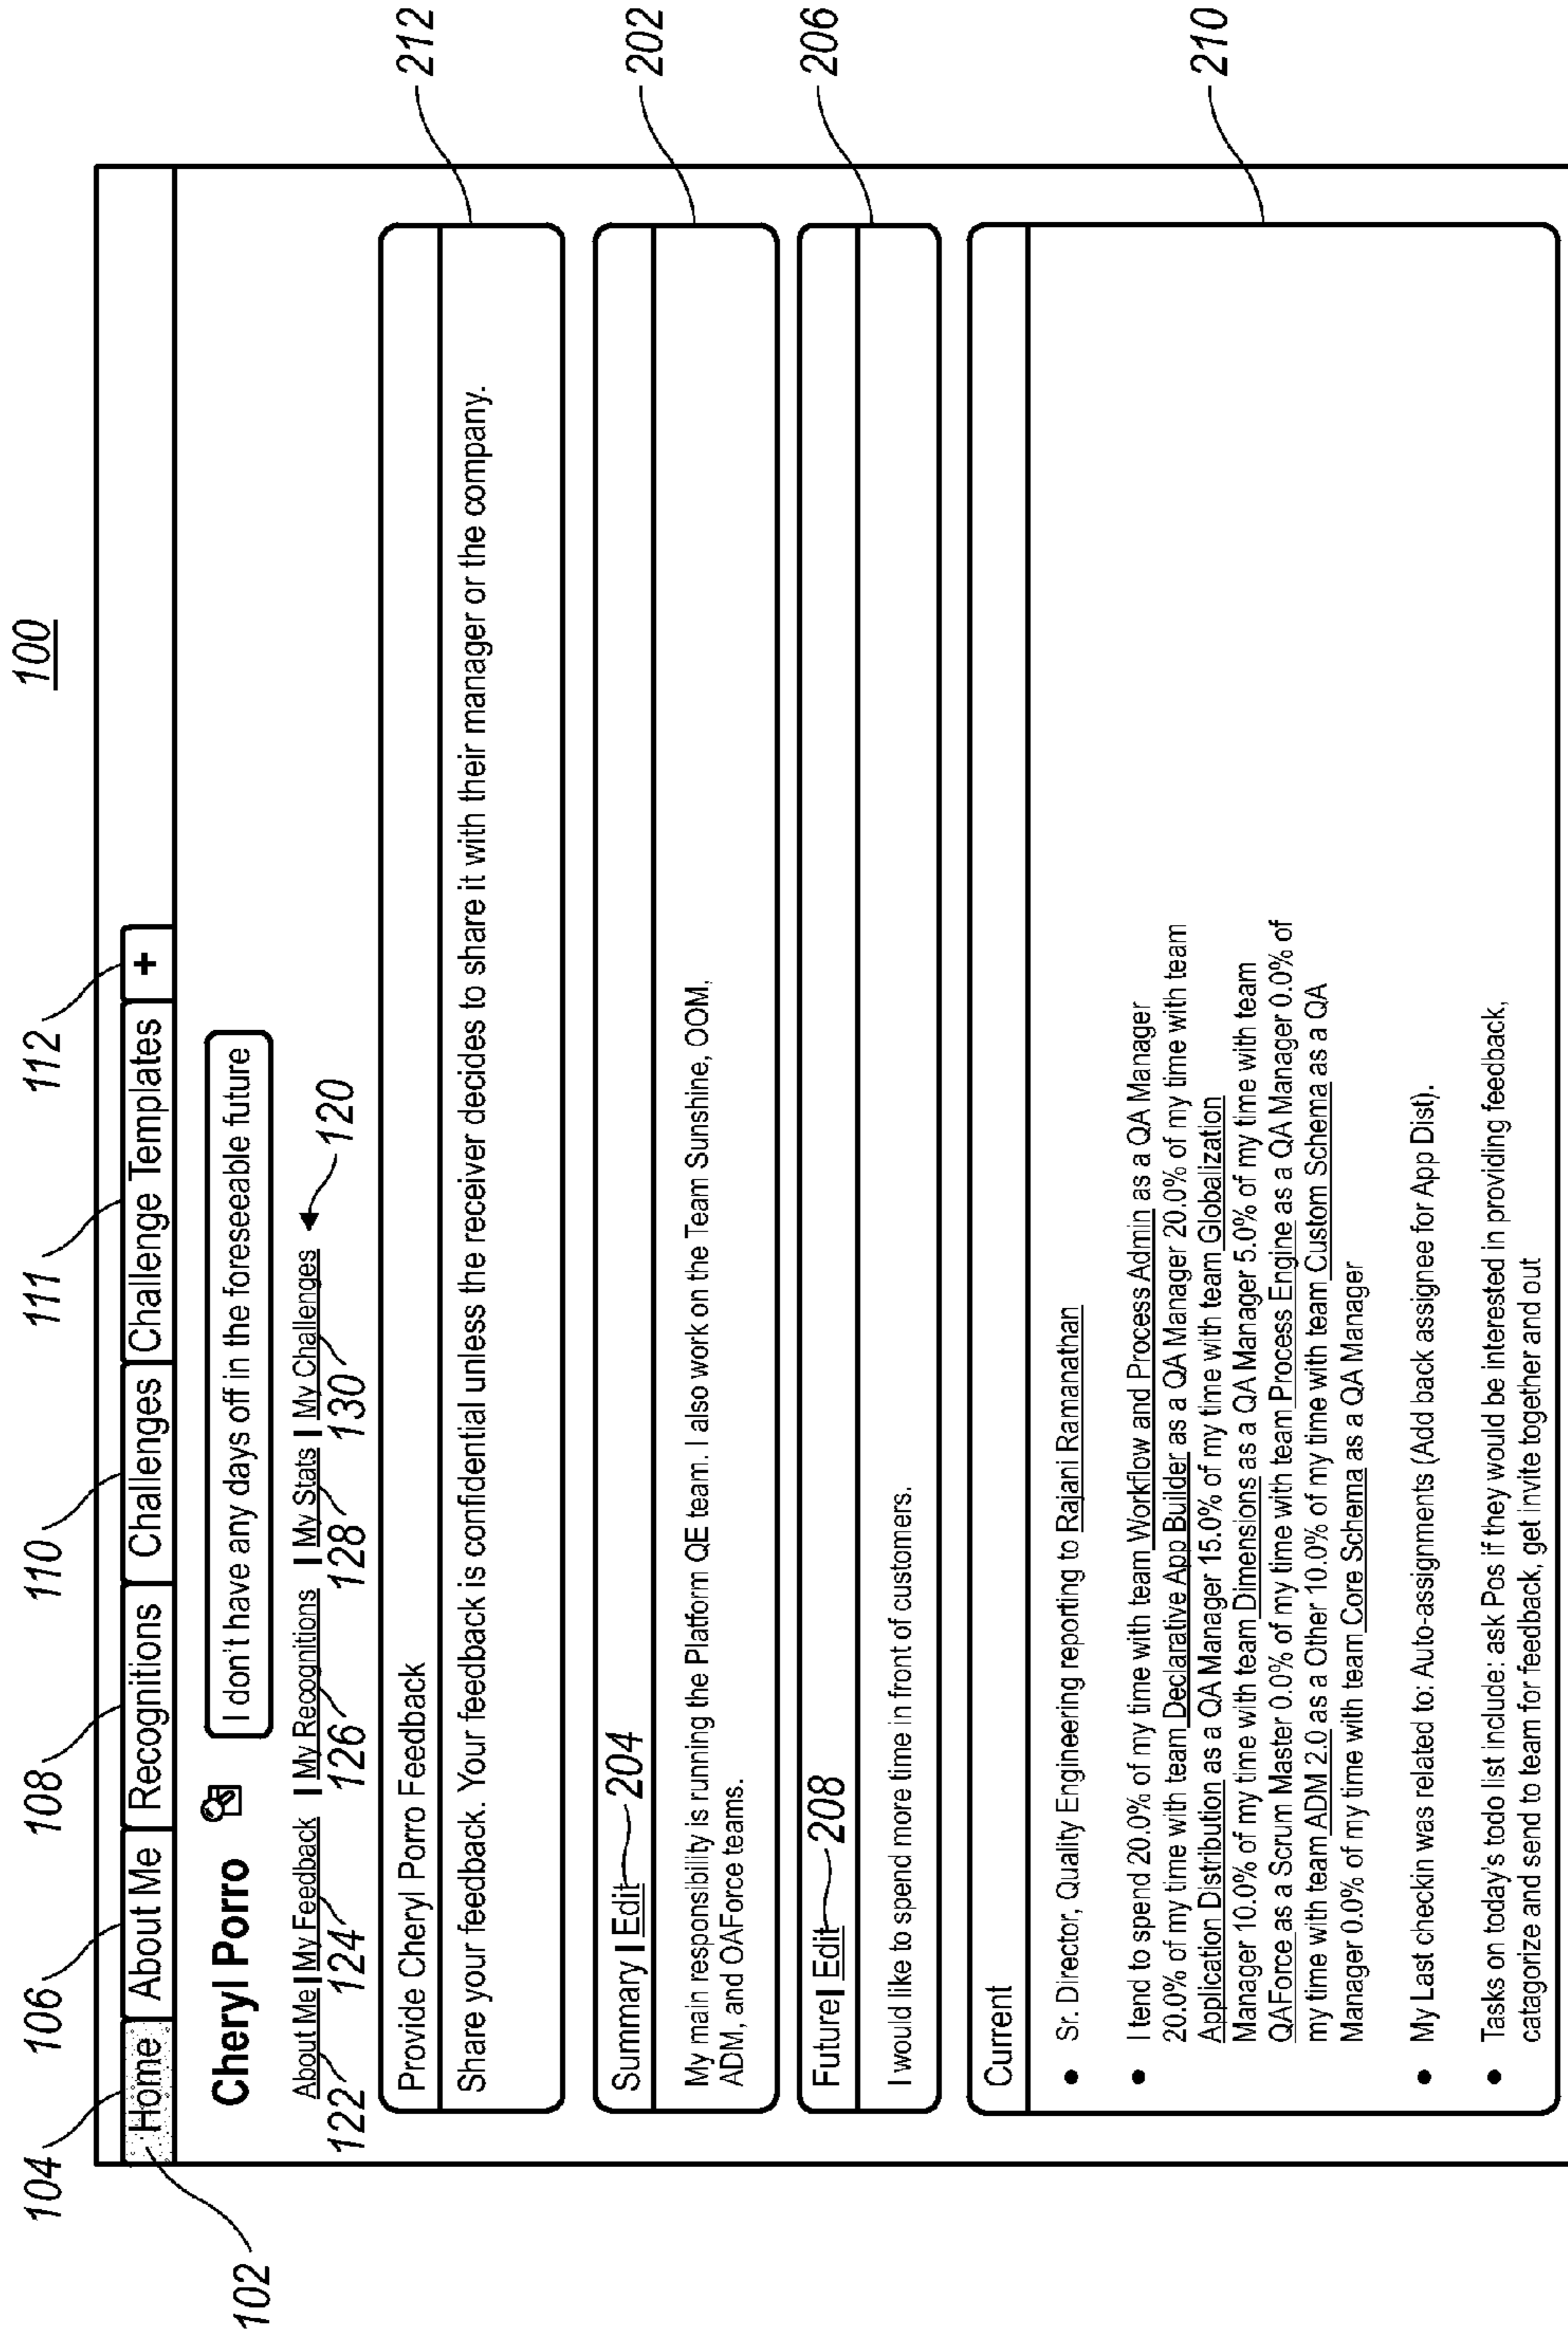 100
104
106
108
110
111
112
102
Home
About Me
Recognitions
Challenges
Challenge Templates
+
Cheryl Porro
I don't have any days off in the foreseeable future
About Me | My Feedback | My Recognitions | My Stats | My Challenges
120
122
124
126
128
130
Provide Cheryl Porro Feedback
212
Share your feedback. Your feedback is confidential unless the receiver decides to share it with their manager or the company.
Summary | Edit
204
202
My main responsibility is running the Platform QE team. I also work on the Team Sunshine, OOM,
ADM, and OAForce teams.
Future| Edit
208
206
I would like to spend more time in front of customers.
Current
210
• Sr. Director, Quality Engineering reporting to Rajani Ramanathan
• I tend to spend 20.0% of my time with team Workflow and Process Admin as a QA Manager
20.0% of my time with team Declarative App Builder as a QA Manager 20.0% of my time with team
Application Distribution as a QA Manager 15.0% of my time with team Globalization
Manager 10.0% of my time with team Dimensions as a QA Manager 5.0% of my time with team
QAForce as a Scrum Master 0.0% of my time with team Process Engine as a QA Manager 0.0% of
my time with team ADM 2.0 as a Other 10.0% of my time with team Custom Schema as a QA
Manager 0.0% of my time with team Core Schema as a QA Manager
• My Last checkin was related to: Auto-assignments (Add back assignee for App Dist).
• Tasks on today's todo list include: ask Pos if they would be interested in providing feedback,
catagorize and send to team for feedback, get invite together and out